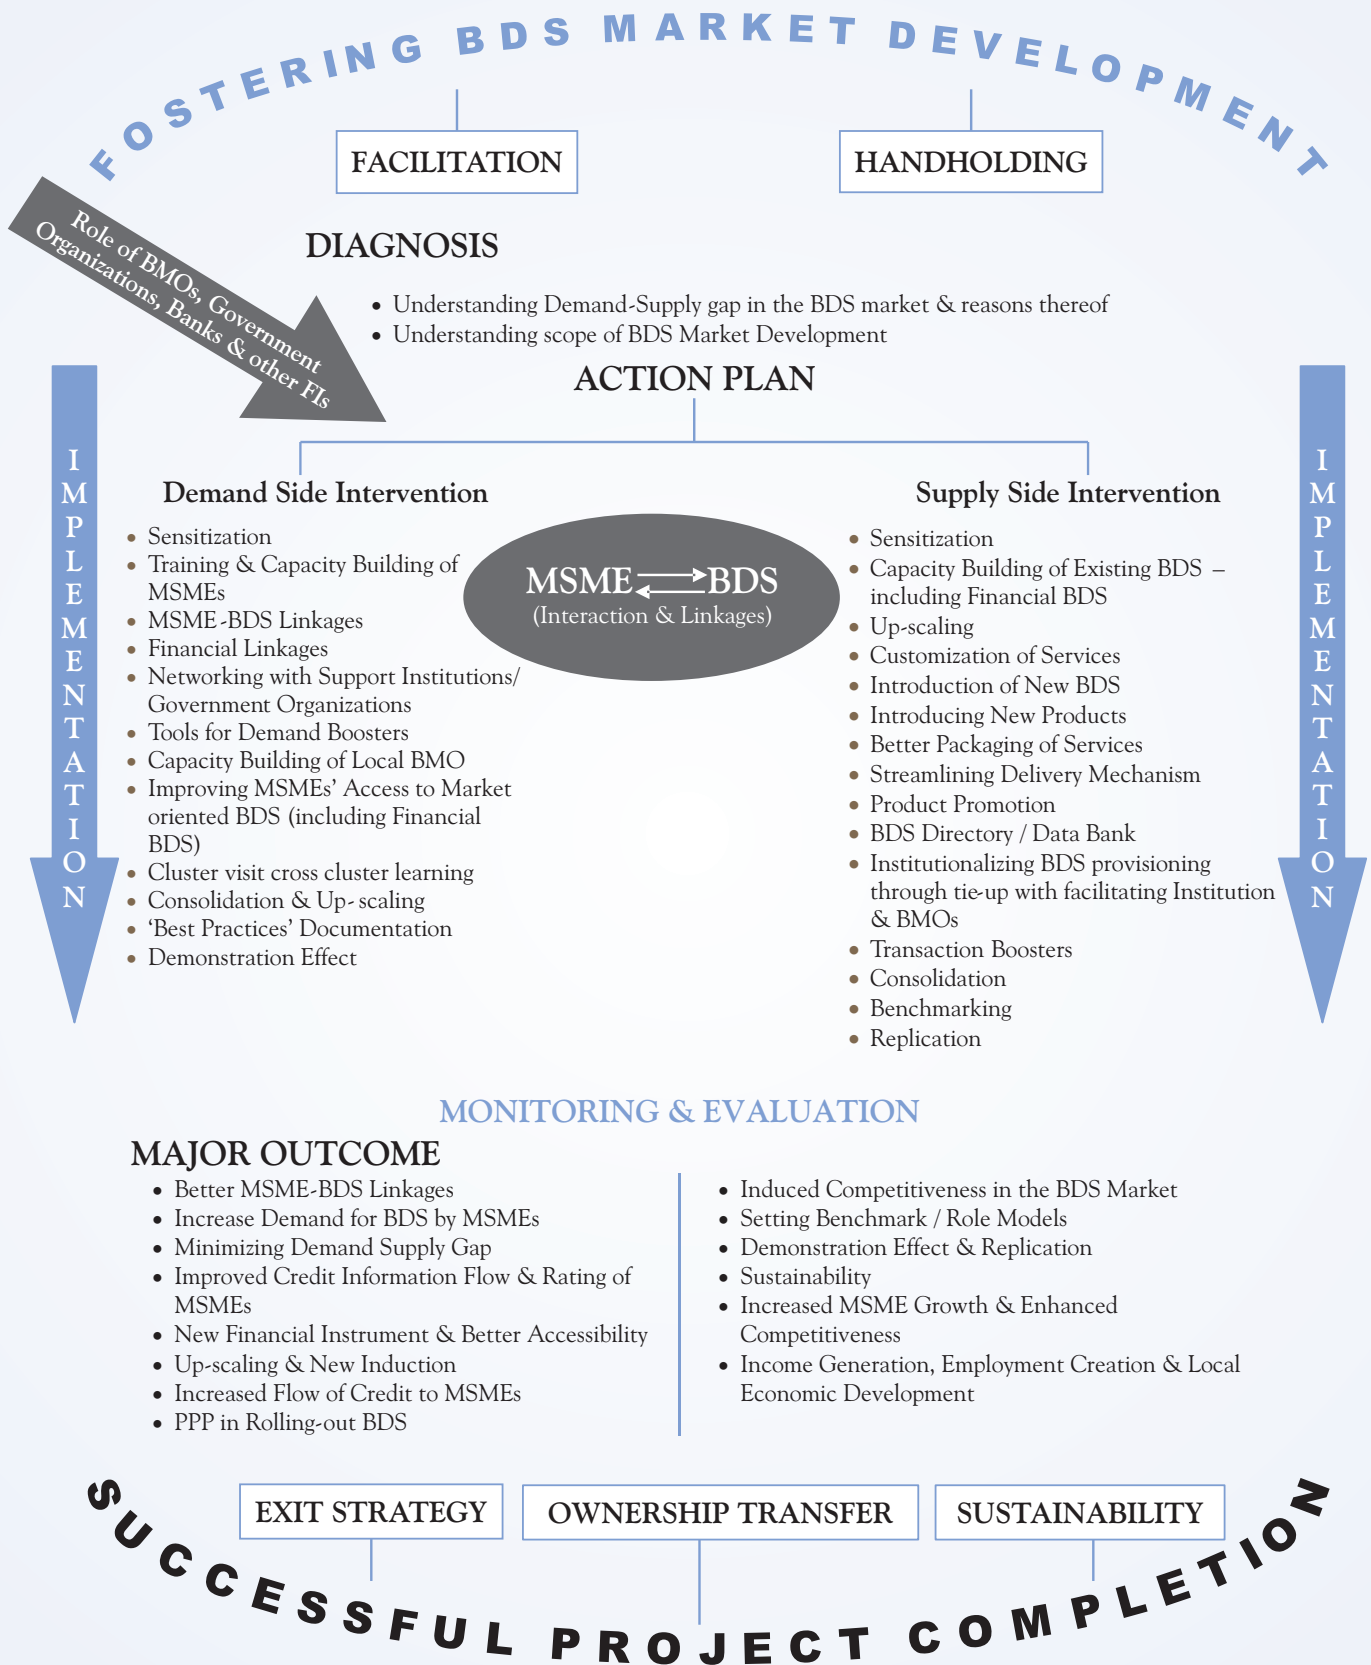 FOSTERING BDS MARKET DEVELOPMENT
FACILITATION
HANDHOLDING
Role of BMOs, Government
Organizations, Banks & other FIs
DIAGNOSIS
• Understanding Demand-Supply gap in the BDS market & reasons thereof
• Understanding scope of BDS Market Development
ACTION PLAN
IMPLEMENTATION
Demand Side Intervention
• Sensitization
• Training & Capacity Building of
MSMEs
• MSME-BDS Linkages
• Financial Linkages
• Networking with Support Institutions/
Government Organizations
• Tools for Demand Boosters
• Capacity Building of Local BMO
• Improving MSMEs’ Access to Market
oriented BDS (including Financial
BDS)
• Cluster visit cross cluster learning
• Consolidation & Up-scaling
• ‘Best Practices’ Documentation
• Demonstration Effect
MSME BDS
(Interaction & Linkages)
Supply Side Intervention
• Sensitization
• Capacity Building of Existing BDS –
including Financial BDS
• Up-scaling
• Customization of Services
• Introduction of New BDS
• Introducing New Products
• Better Packaging of Services
• Streamlining Delivery Mechanism
• Product Promotion
• BDS Directory / Data Bank
• Institutionalizing BDS provisioning
through tie-up with facilitating Institution
& BMOs
• Transaction Boosters
• Consolidation
• Benchmarking
• Replication
IMPLEMENTATION
MONITORING & EVALUATION
MAJOR OUTCOME
• Better MSME-BDS Linkages
• Increase Demand for BDS by MSMEs
• Minimizing Demand Supply Gap
• Improved Credit Information Flow & Rating of
MSMEs
• New Financial Instrument & Better Accessibility
• Up-scaling & New Induction
• Increased Flow of Credit to MSMEs
• PPP in Rolling-out BDS
• Induced Competitiveness in the BDS Market
• Setting Benchmark / Role Models
• Demonstration Effect & Replication
• Sustainability
• Increased MSME Growth & Enhanced
Competitiveness
• Income Generation, Employment Creation & Local
Economic Development
EXIT STRATEGY
OWNERSHIP TRANSFER
SUSTAINABILITY
SUCCESSFUL PROJECT COMPLETION